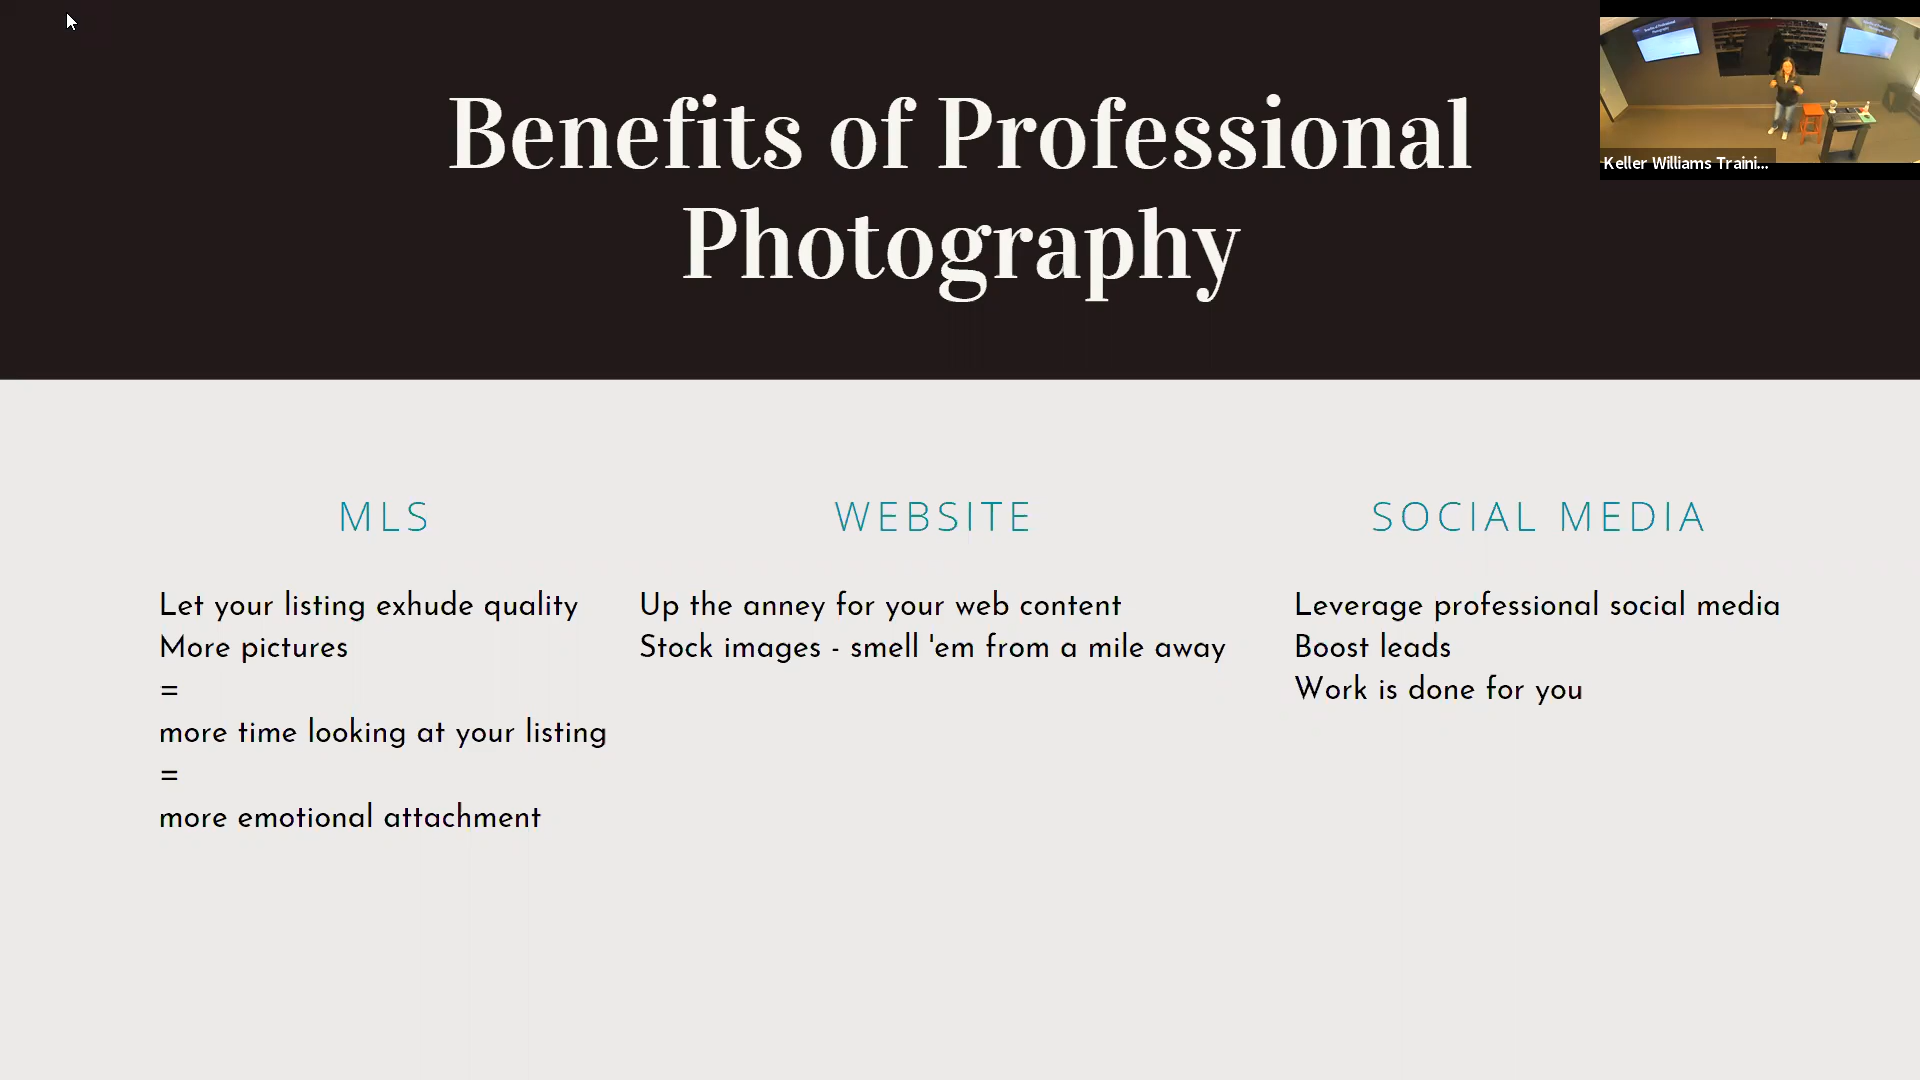 Benefits of Professional
Photography
Keller Williams Traini...
MLS
Let your listing exhude quality
More pictures
=
more time looking at your listing
=
more emotional attachment
WEBSITE
Up the anney for your web content
Stock images - smell 'em from a mile away
SOCIAL MEDIA
Leverage professional social media
Boost leads
Work is done for you